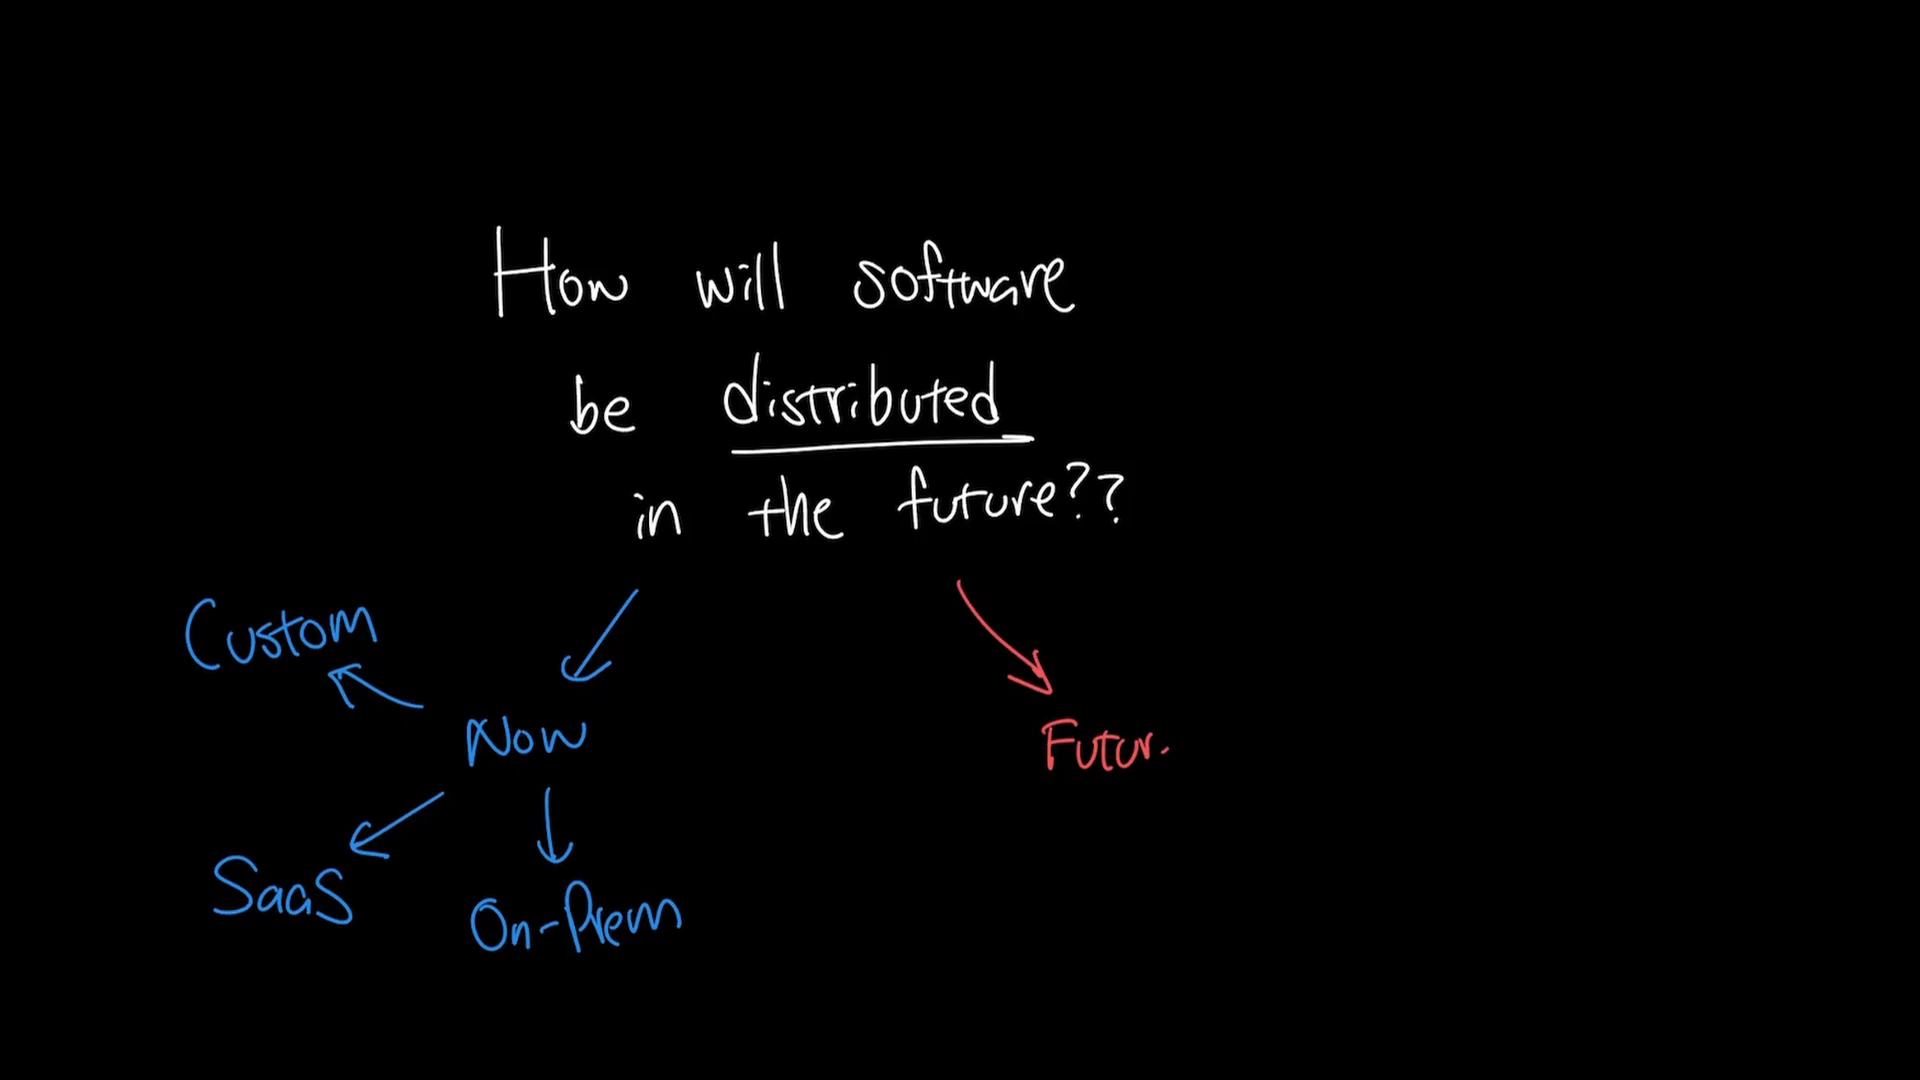 How will software
be distributed
in the future??
Custom
Now
Futur.
SaaS
On-Prem